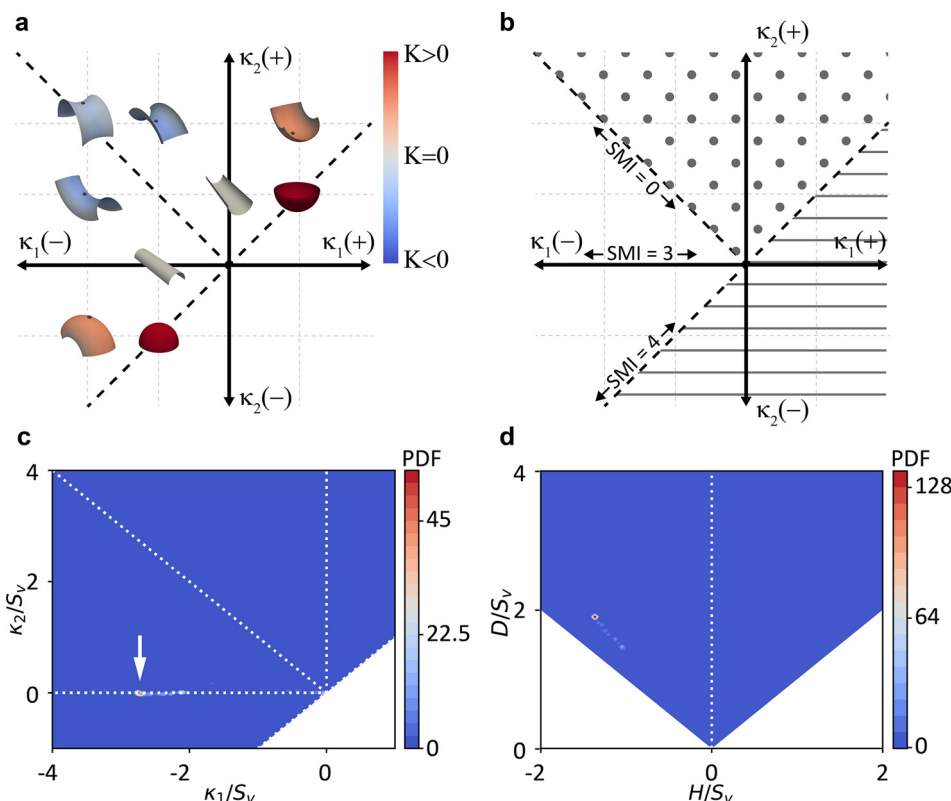 a
κ₂(+)
K>0
K=0
κ₁(−)
κ₁(+)
K<0
κ₂(−)
b
κ₂(+)
SMI = 0
κ₁(−)
SMI = 3
κ₁(+)
SMI = 4
κ₂(−)
c
PDF
4
45
κ₂/Sᵥ
2
22.5
0
0
-4
-2
0
κ₁/Sᵥ
d
PDF
4
128
D/Sᵥ
2
64
0
0
-2
0
2
H/Sᵥ